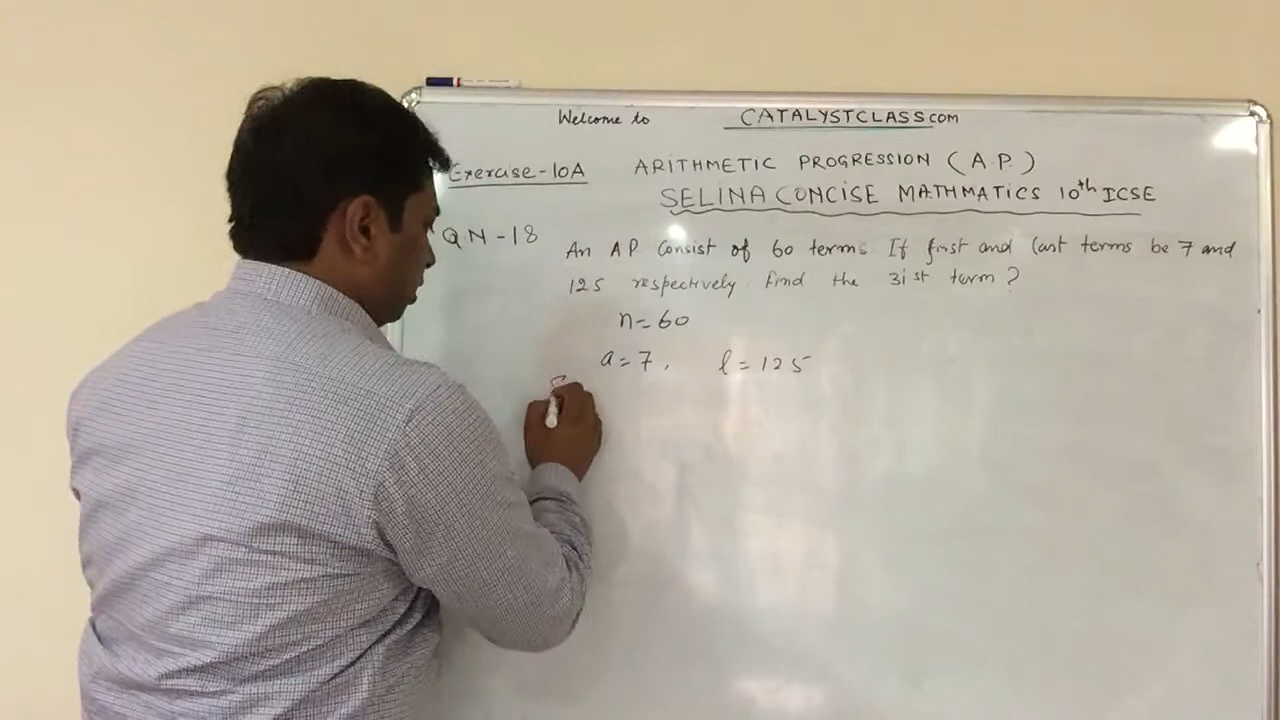 Welcome to CATALYSTCLASS.com
Exercise-10A ARITHMETIC PROGRESSION (A.P.)
SELINA CONCISE MATHMATICS 10th ICSE
QN-18
An AP Consist of 60 terms If first and last terms be 7 and
125 respectively. find the 31st term?
n=60
a=7, l=125